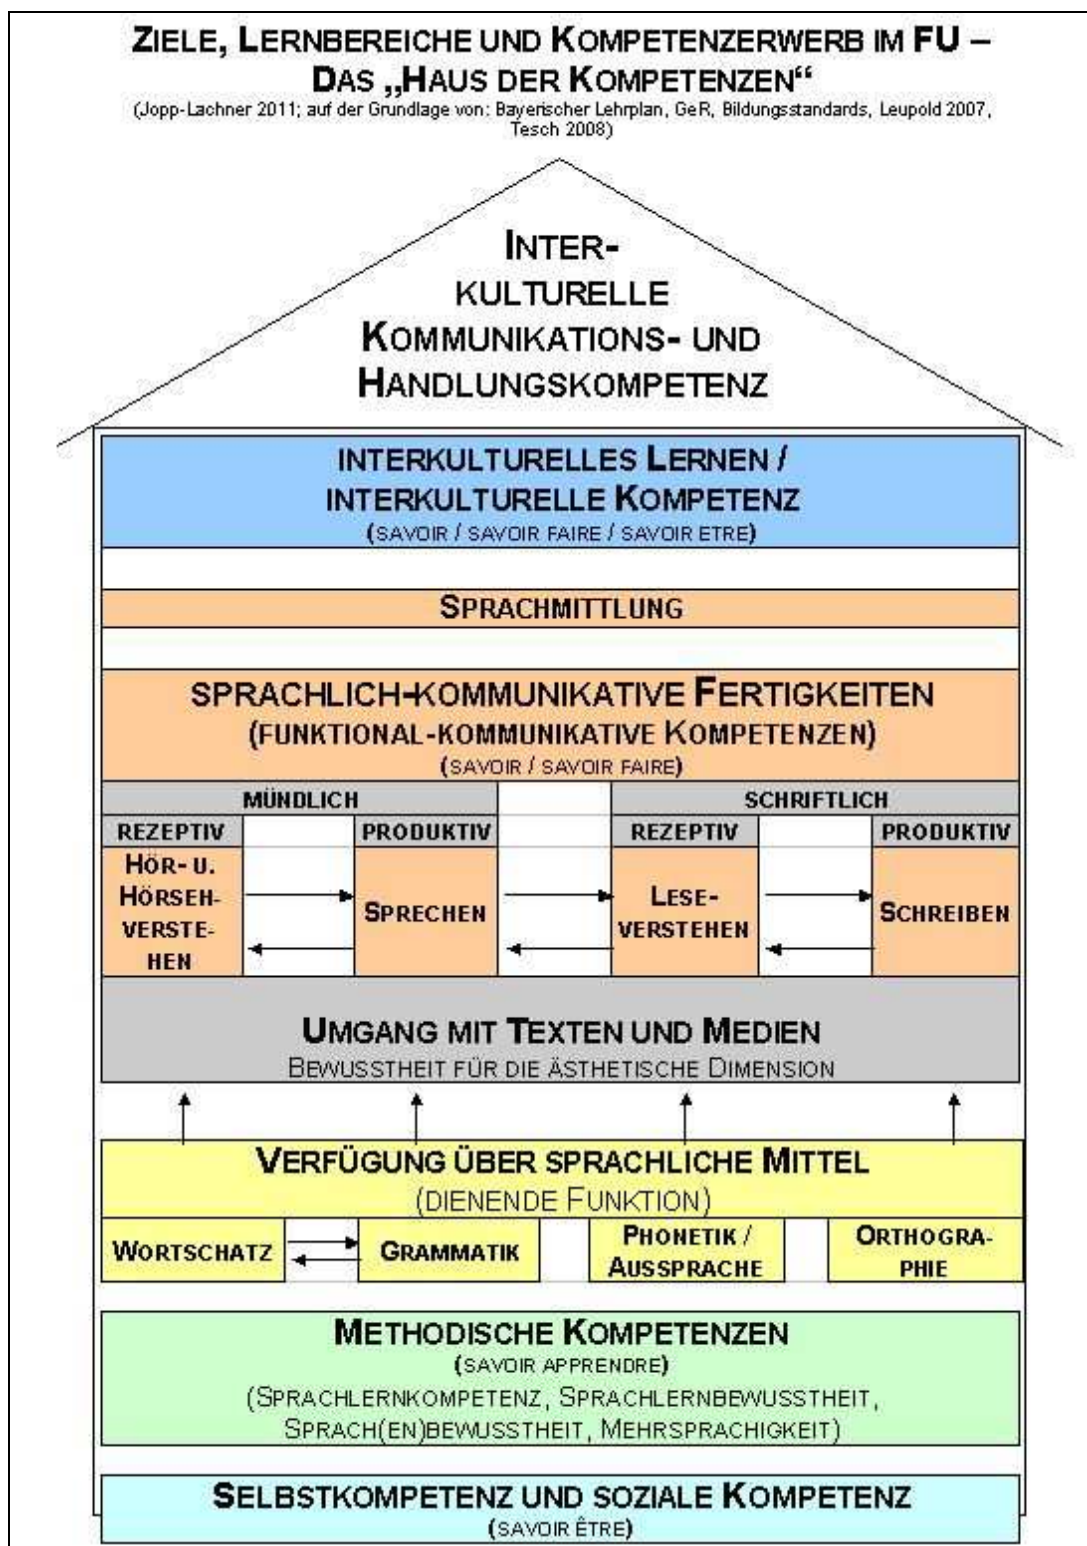 ZIELE, LERNBEREICHE UND KOMPETENZERWERB IM FU –
DAS „HAUS DER KOMPETENZEN“
(Jopp-Lachner 2011; auf der Grundlage von: Bayerischer Lehrplan, GeR, Bildungsstandards, Leupold 2007,
Tesch 2008)
INTER-
KULTURELLE
KOMMUNIKATIONS- UND
HANDLUNGSKOMPETENZ
INTERKULTURELLES LERNEN /
INTERKULTURELLE KOMPETENZ
(SAVOIR / SAVOIR FAIRE / SAVOIR ETRE)
SPRACHMITTLUNG
SPRACHLICH-KOMMUNIKATIVE FERTIGKEITEN
(FUNKTIONAL-KOMMUNIKATIVE KOMPETENZEN)
(SAVOIR / SAVOIR FAIRE)
MÜNDLICH
SCHRIFTLICH
REZEPTIV
PRODUKTIV
REZEPTIV
PRODUKTIV
HÖR- U.
HÖRSEH-
VERSTE-
HEN
SPRECHEN
LESE-
VERSTEHEN
SCHREIBEN
UMGANG MIT TEXTEN UND MEDIEN
BEWUSSTHEIT FÜR DIE ÄSTHETISCHE DIMENSION
VERFÜGUNG ÜBER SPRACHLICHE MITTEL
(DIENENDE FUNKTION)
WORTSCHATZ
GRAMMATIK
PHONETIK /
AUSSPRACHE
ORTHOGRA-
PHIE
METHODISCHE KOMPETENZEN
(SAVOIR APPRENDRE)
(SPRACHLERNKOMPETENZ, SPRACHLERNBEWUSSTHEIT,
SPRACH(EN)BEWUSSTHEIT, MEHRSPRACHIGKEIT)
SELBSTKOMPETENZ UND SOZIALE KOMPETENZ
(SAVOIR ÊTRE)